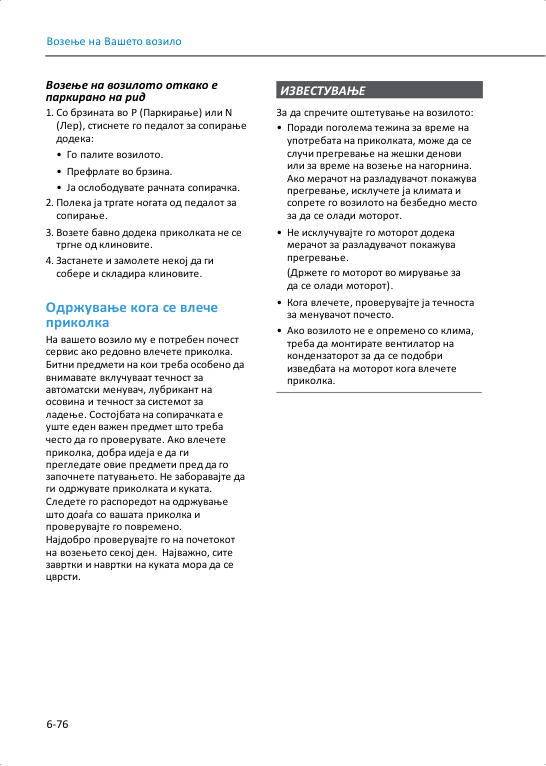 Возење на Вашето возило
Возење на возилото откако е
паркирано на рид
1. Со брзината во P (Паркирање) или N
(Лер), стиснете го педалот за сопирање
додека:
• Го палите возилото.
• Префрлате во брзина.
• Ја ослободувате рачната сопирачка.
2. Полека ја тргате ногата од педалот за
сопирање.
3. Возете бавно додека приколката не се
тргне од клиновите.
4. Застанете и замолете некој да ги
собере и складира клиновите.
Одржување кога се влече
приколка
На вашето возило му е потребен почест
сервис ако редовно влечете приколка.
Битни предмети на кои треба особено да
внимавате вклучуваат течност за
автоматски менувач, лубрикант на
осовина и течност за системот за
ладење. Состојбата на сопирачката е
уште еден важен предмет што треба
често да го проверувате. Ако влечете
приколка, добра идеја е да ги
прегледате овие предмети пред да го
започнете патувањето. Не заборавајте да
ги одржувате приколката и куката.
Следете го распоредот на одржување
што доаѓа со вашата приколка и
проверувајте го повремено.
Најдобро проверувајте го на почетокот
на возењето секој ден. Најважно, сите
завртки и навртки на куката мора да се
цврсти.
ИЗВЕСТУВАЊЕ
За да спречите оштетување на возилото:
• Поради поголема тежина за време на
употребата на приколката, може да се
случи прегревање на жешки денови
или за време на возење на нагорнина.
Ако мерачот на разладувачот покажува
прегревање, исклучете ја климата и
сопрете го возилото на безбедно место
за да се олади моторот.
• Не исклучувајте го моторот додека
мерачот за разладувачот покажува
прегревање.
(Држете го моторот во мирување за
да се олади моторот).
• Кога влечете, проверувајте ја течноста
за менувачот почесто.
• Ако возилото не е опремено со клима,
треба да монтирате вентилатор на
кондензаторот за да се подобри
изведбата на моторот кога влечете
приколка.
6-76